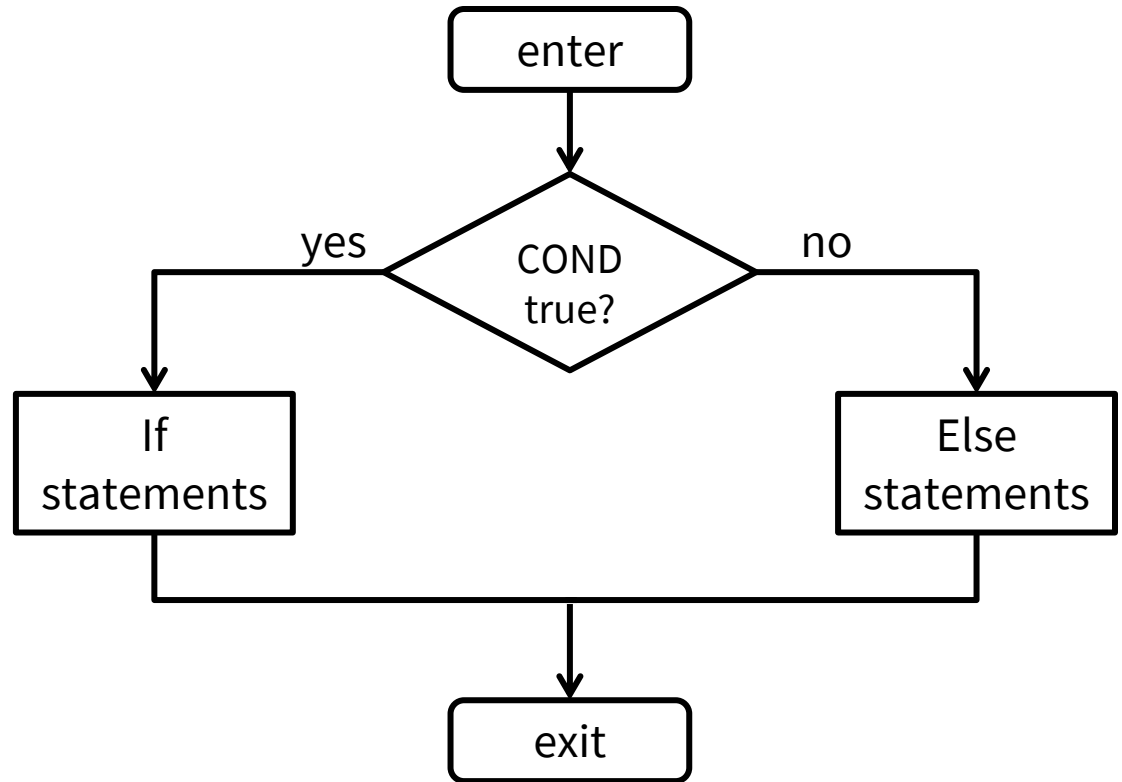 enter
yes
no
COND
true?
If
statements
Else
statements
exit